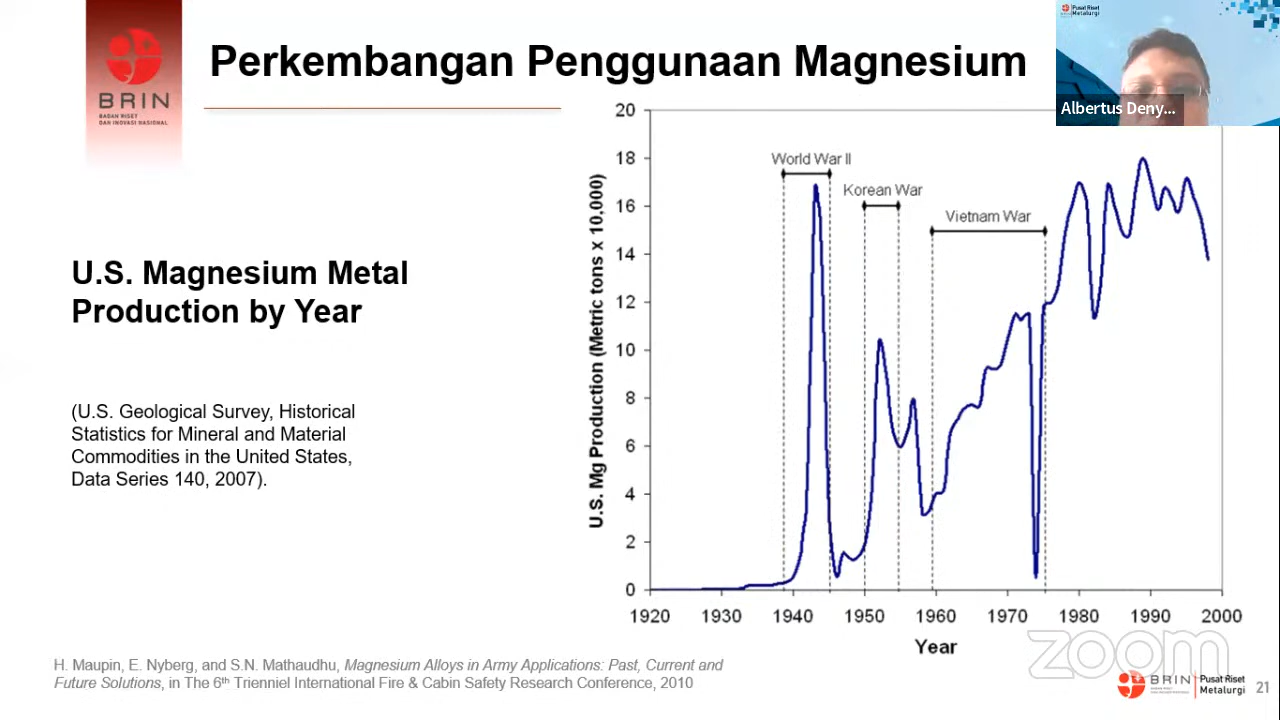 BRIN
BADAN RISET
DAN INOVASI NASIONAL
Perkembangan Penggunaan Magnesium
Pusat Riset
Metalurgi
Albertus Deny...
U.S. Magnesium Metal
Production by Year
(U.S. Geological Survey, Historical
Statistics for Mineral and Material
Commodities in the United States,
Data Series 140, 2007).
U.S. Mg Production (Metric tons x 10,000)
20
18
16
14
12
10
8
6
4
2
0
World War II
Korean War
Vietnam War
1920 1930 1940 1950 1960 1970 1980 1990 2000
Year
zoom
H. Maupin, E. Nyberg, and S.N. Mathaudhu, Magnesium Alloys in Army Applications: Past, Current and
Future Solutions, in The 6th Trienniel International Fire & Cabin Safety Research Conference, 2010
BRIN
Pusat Riset
Metalurgi
21